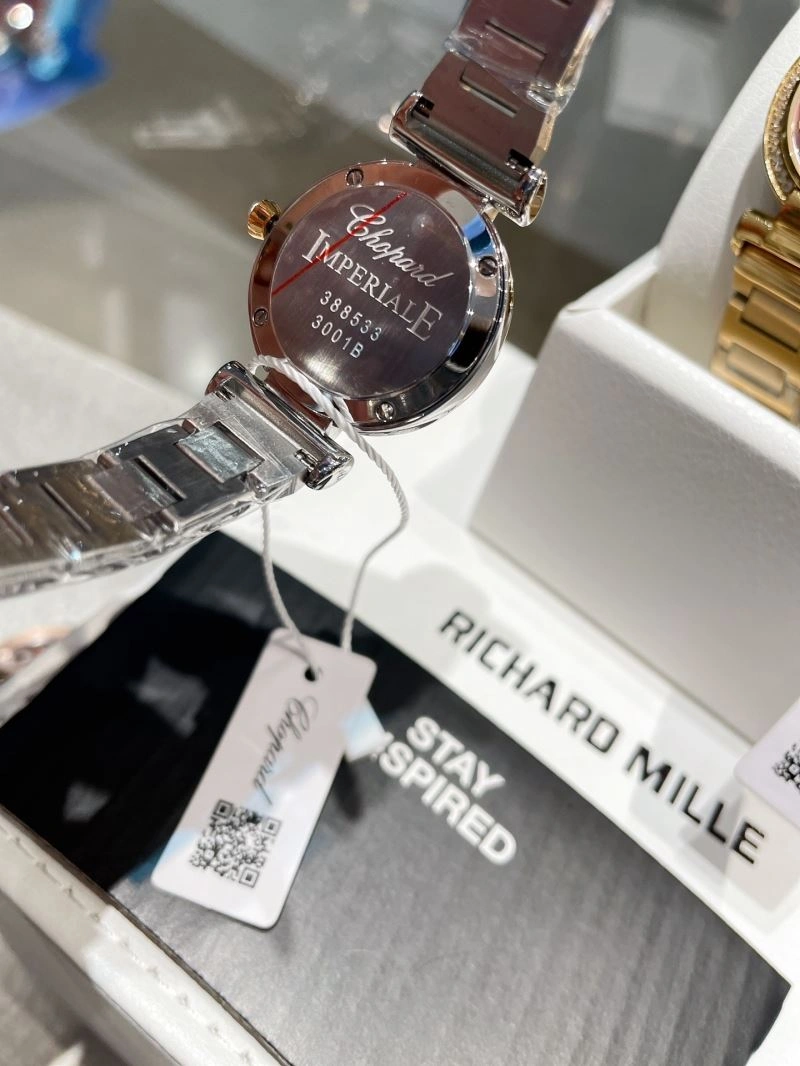 Chopard
IMPERIALE
388533
3001B
Chopard
RICHARD MILLE
STAY
INSPIRED